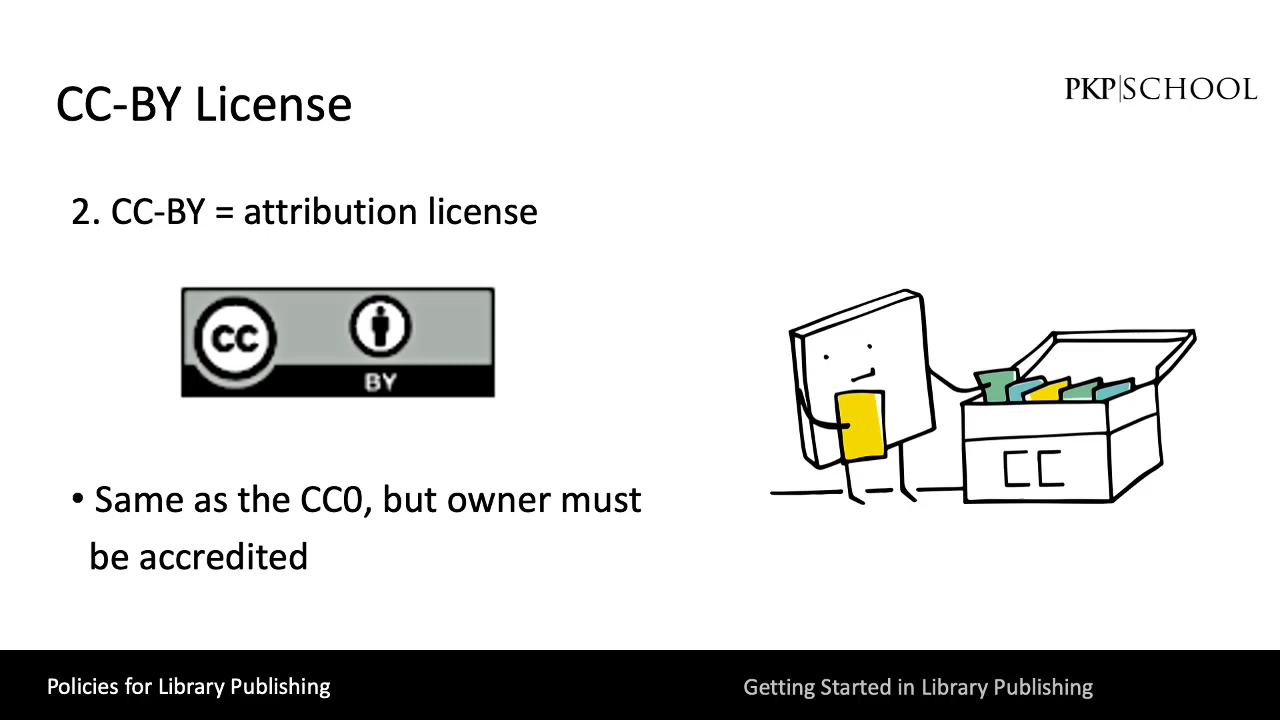 CC-BY License
PKP|SCHOOL
2. CC-BY = attribution license
CC
BY
CC
• Same as the CC0, but owner must
be accredited
Policies for Library Publishing
Getting Started in Library Publishing